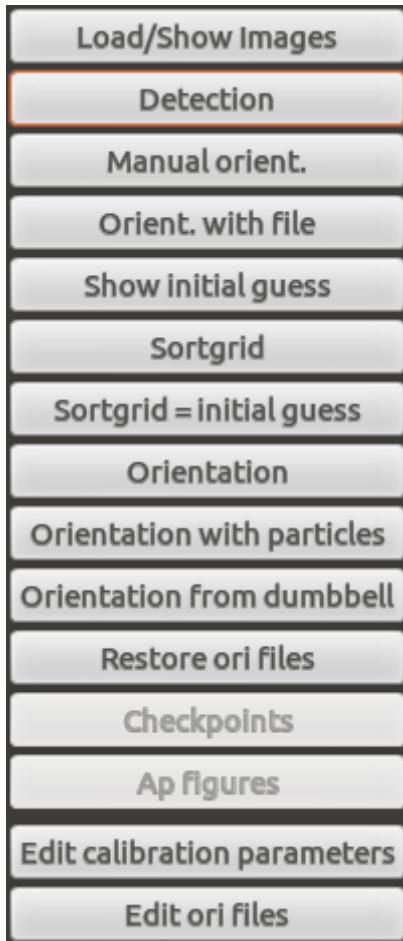 Load/Show Images
Detection
Manual orient.
Orient. with file
Show initial guess
Sortgrid
Sortgrid = initial guess
Orientation
Orientation with particles
Orientation from dumbbell
Restore ori files
Checkpoints
Ap figures
Edit calibration parameters
Edit ori files